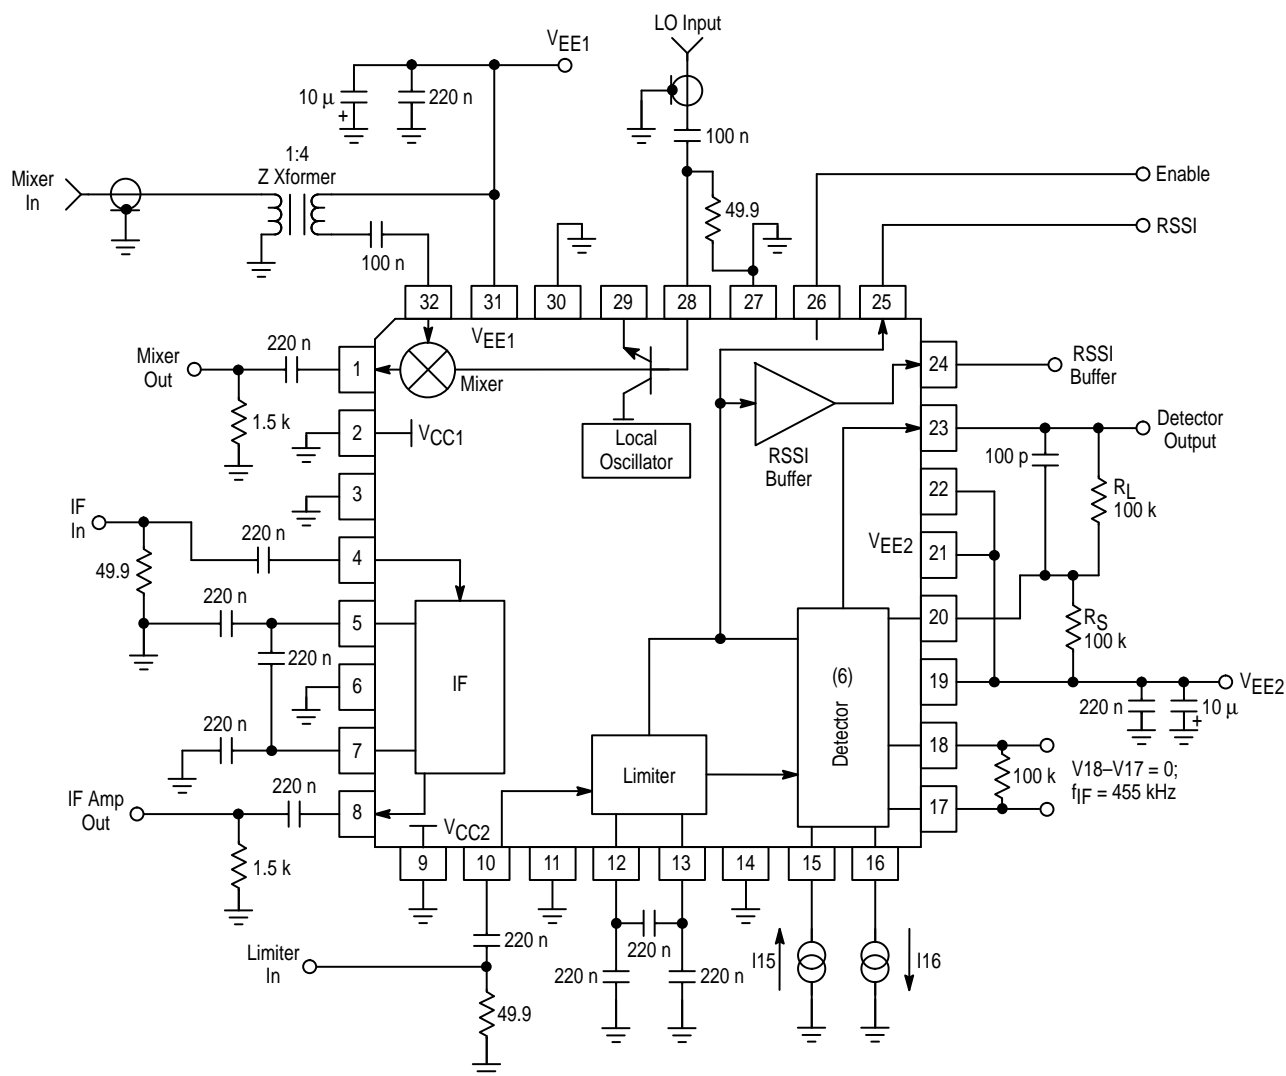 LO Input
VEE1
10 µ
+
220 n
100 n
1:4
Z Xformer
Mixer
In
49.9
Enable
RSSI
100 n
32
31
30
29
28
27
26
25
VEE1
220 n
Mixer
Out
1
Mixer
24
RSSI
Buffer
1.5 k
2
VCC1
Local
Oscillator
RSSI
Buffer
23
Detector
Output
100 p
3
22
RL
100 k
IF
In
220 n
4
VEE2
21
49.9
220 n
5
20
RS
100 k
220 n
6
IF
(6)
Detector
19
VEE2
220 n
10 µ
+
220 n
7
18
Limiter
100 k
V18–V17 = 0;
fIF = 455 kHz
IF Amp
Out
220 n
8
17
VCC2
1.5 k
9
10
11
12
13
14
15
16
220 n
220 n
Limiter
In
220 n
220 n
I15
I16
49.9